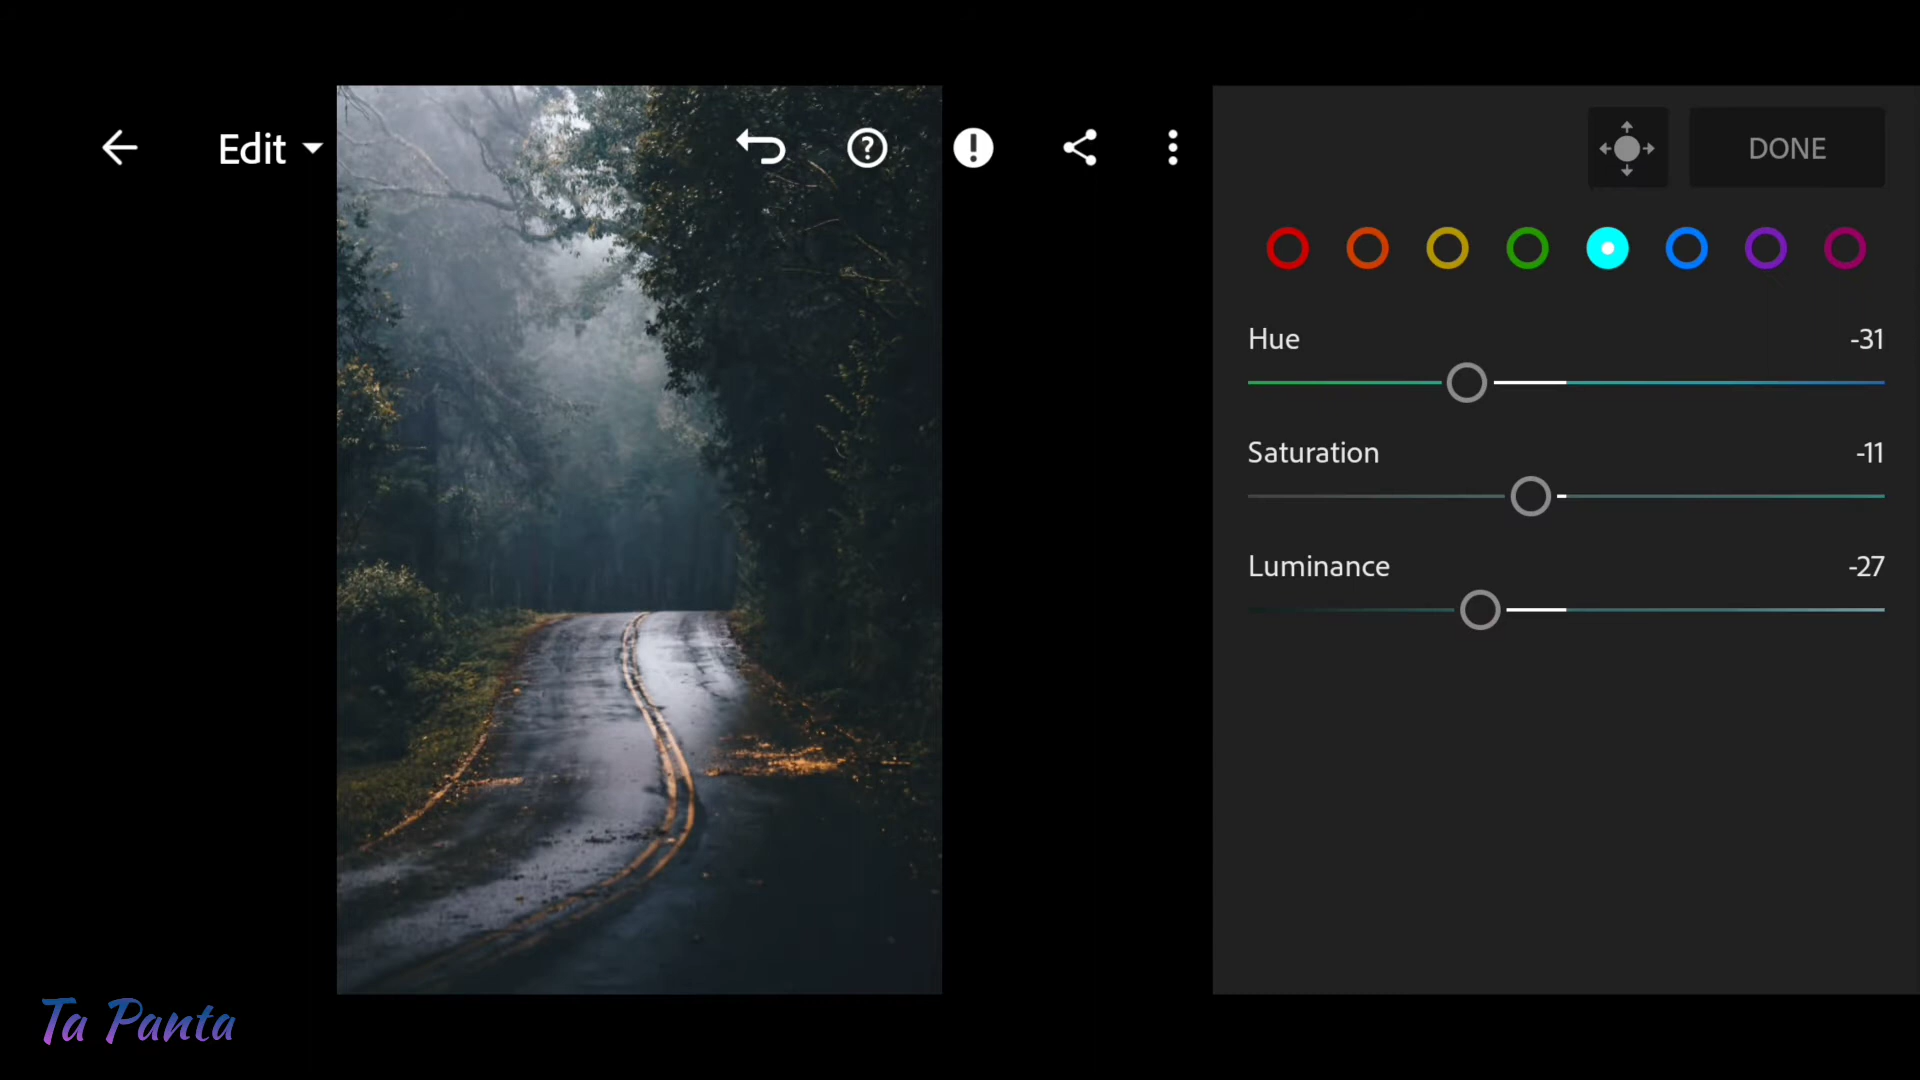 Edit
DONE
Hue -31
Saturation -11
Luminance -27
Ta Panta